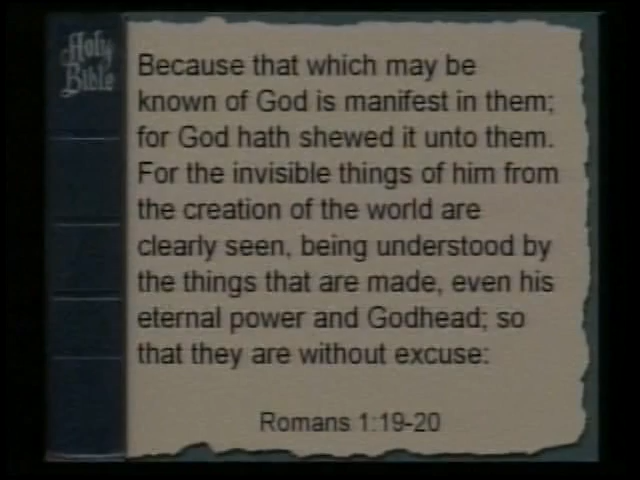 Holy
Bible
Because that which may be
known of God is manifest in them;
for God hath shewed it unto them.
For the invisible things of him from
the creation of the world are
clearly seen, being understood by
the things that are made, even his
eternal power and Godhead; so
that they are without excuse:
Romans 1:19-20